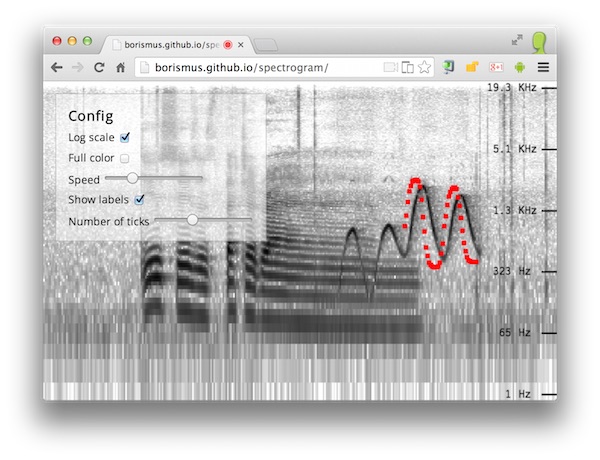 borismus.github.io/spe
borismus.github.io/spectrogram/
Config
Log scale
Full color
Speed
Show labels
Number of ticks
19.3 KHz
5.1 KHz
1.3 KHz
323 Hz
65 Hz
1 Hz